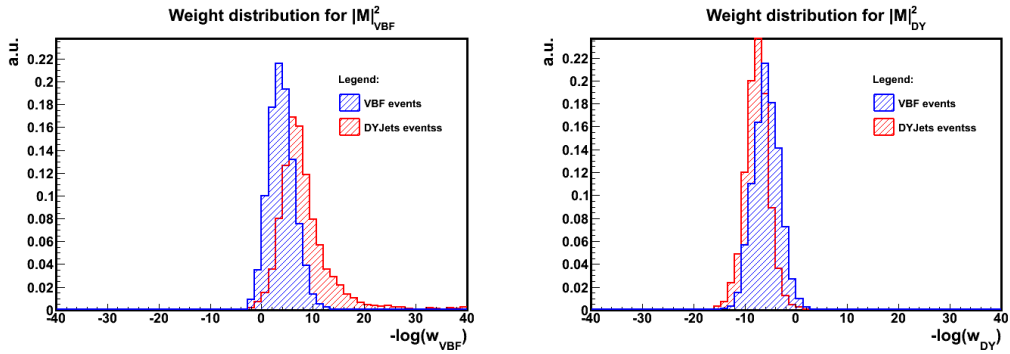 Weight distribution for |M|²VBF
a.u.
0.22
0.2
0.18
0.16
0.14
0.12
0.1
0.08
0.06
0.04
0.02
0
-40 -30 -20 -10 0 10 20 30 40
-log(wVBF)
Legend:
VBF events
DYJets eventss
Weight distribution for |M|²DY
a.u.
0.22
0.2
0.18
0.16
0.14
0.12
0.1
0.08
0.06
0.04
0.02
0
-40 -30 -20 -10 0 10 20 30 40
-log(wDY)
Legend:
VBF events
DYJets eventss